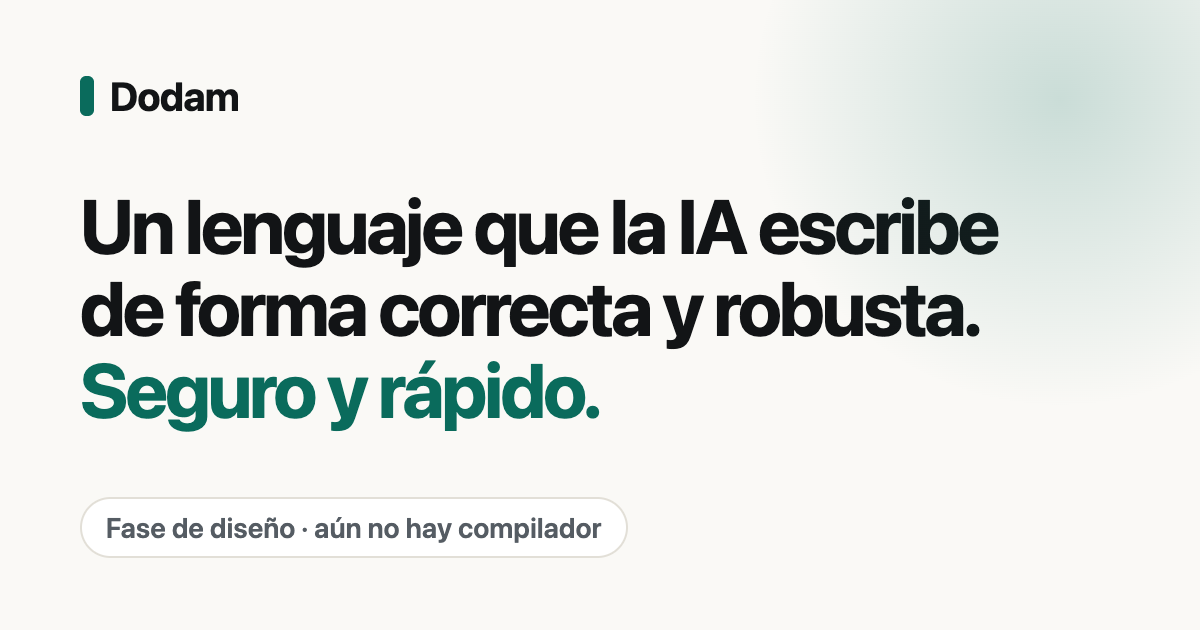 Dodam
Un lenguaje que la IA escribe
de forma correcta y robusta.
Seguro y rápido.
Fase de diseño · aún no hay compilador